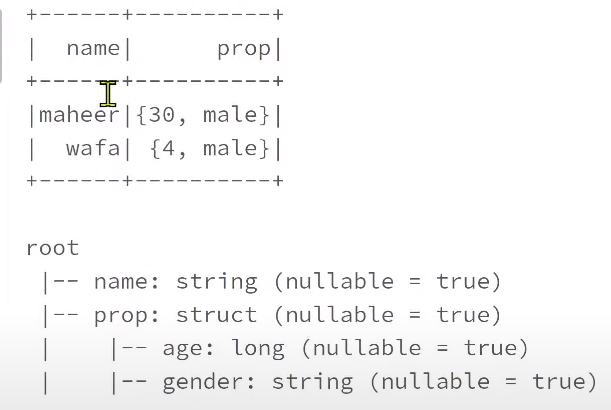 +------+----------+
|  name|      prop|
+------+----------+
|maheer|{30, male}|
|  wafa| {4, male}|
+------+----------+
root
 |-- name: string (nullable = true)
 |-- prop: struct (nullable = true)
 |    |-- age: long (nullable = true)
 |    |-- gender: string (nullable = true)